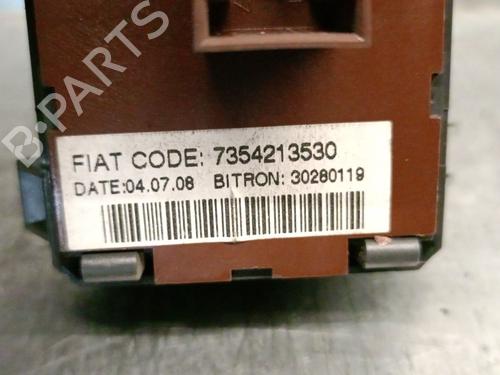 B-PARTS
FIAT CODE: 7354213530
DATE:04.07.08 BITRON: 30280119